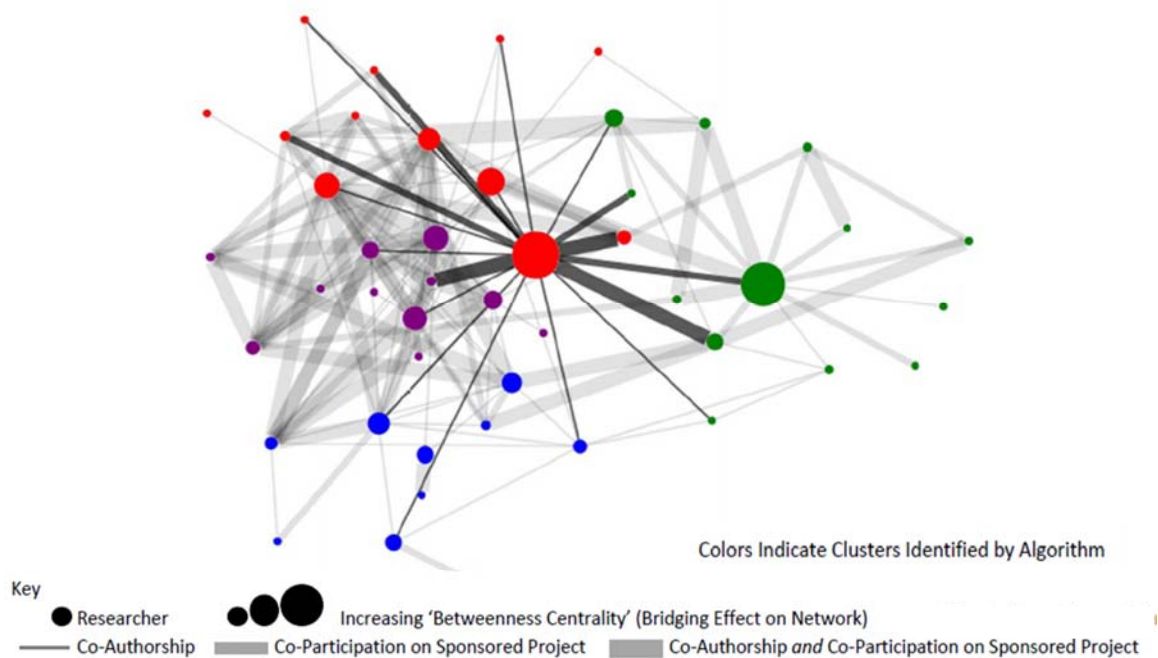 Colors Indicate Clusters Identified by Algorithm
Key
Researcher
Increasing 'Betweenness Centrality' (Bridging Effect on Network)
Co-Authorship
Co-Participation on Sponsored Project
Co-Authorship and Co-Participation on Sponsored Project